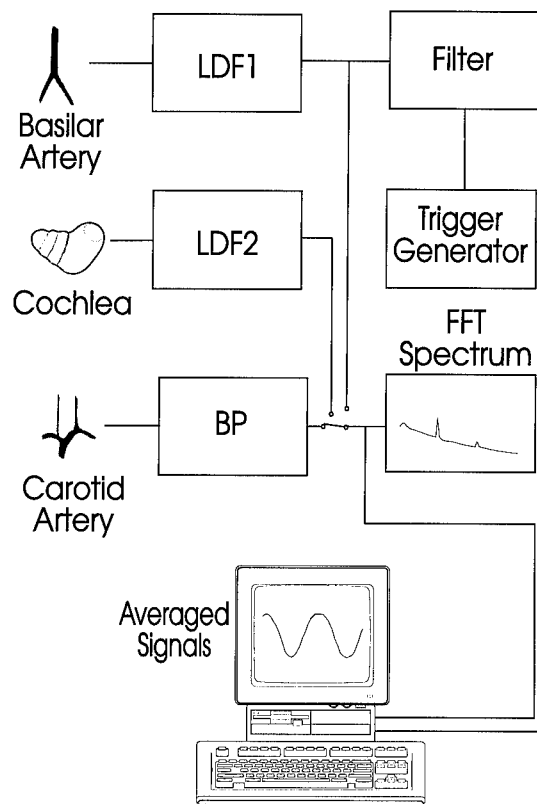 LDF1
Filter
Basilar
Artery
LDF2
Trigger
Generator
Cochlea
FFT
Spectrum
BP
Carotid
Artery
Averaged
Signals